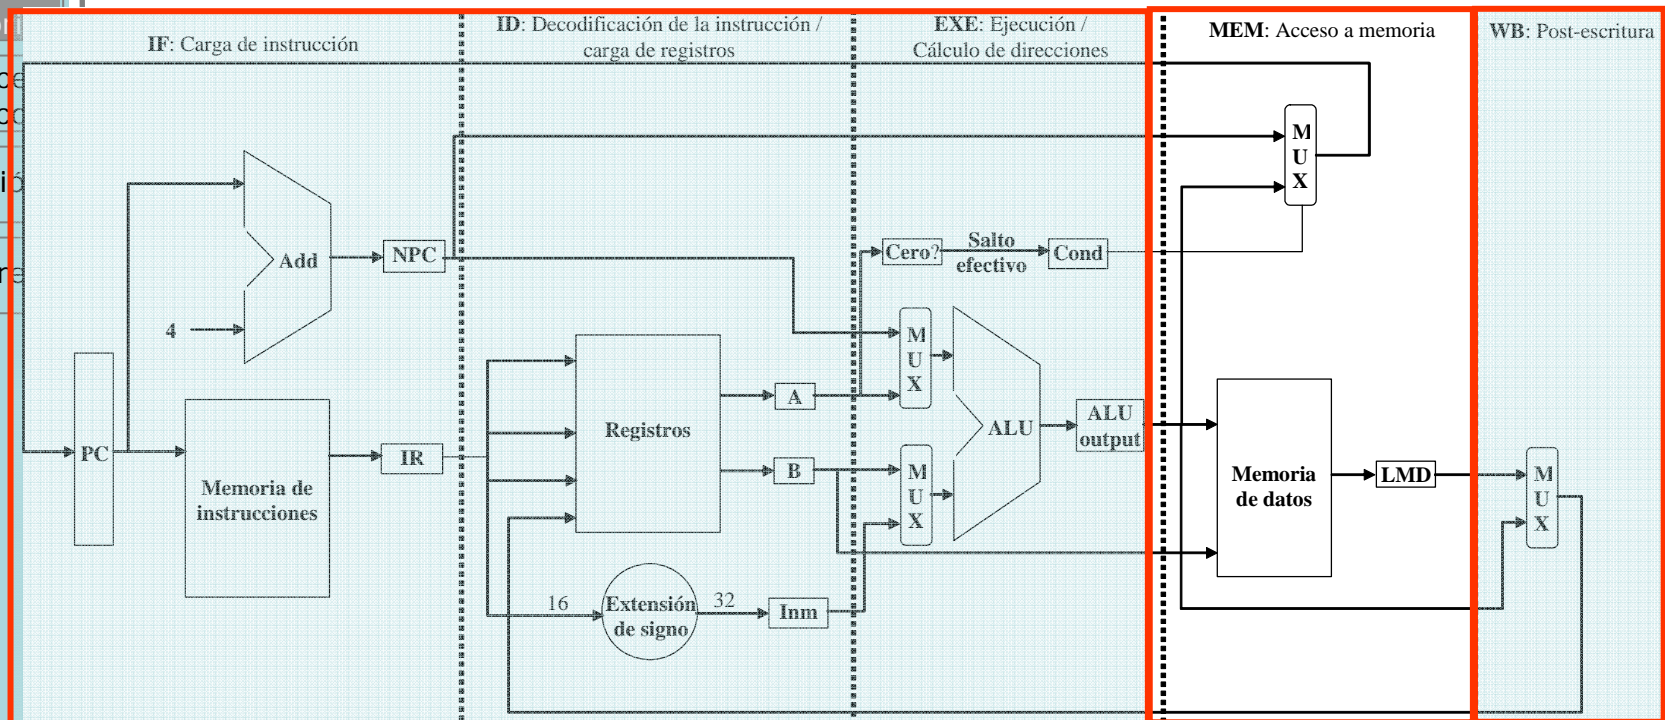 IF: Carga de instrucción
ID: Decodificación de la instrucción /
carga de registros
EXE: Ejecución /
Cálculo de direcciones
MEM: Acceso a memoria
WB: Post-escritura
M
U
X
Add
NPC
Cero?
Salto
efectivo
Cond
4
M
U
X
PC
Memoria de
instrucciones
IR
Registros
A
B
ALU
ALU
output
M
U
X
Memoria
de datos
LMD
M
U
X
16
Extensión
de signo
32
Inm